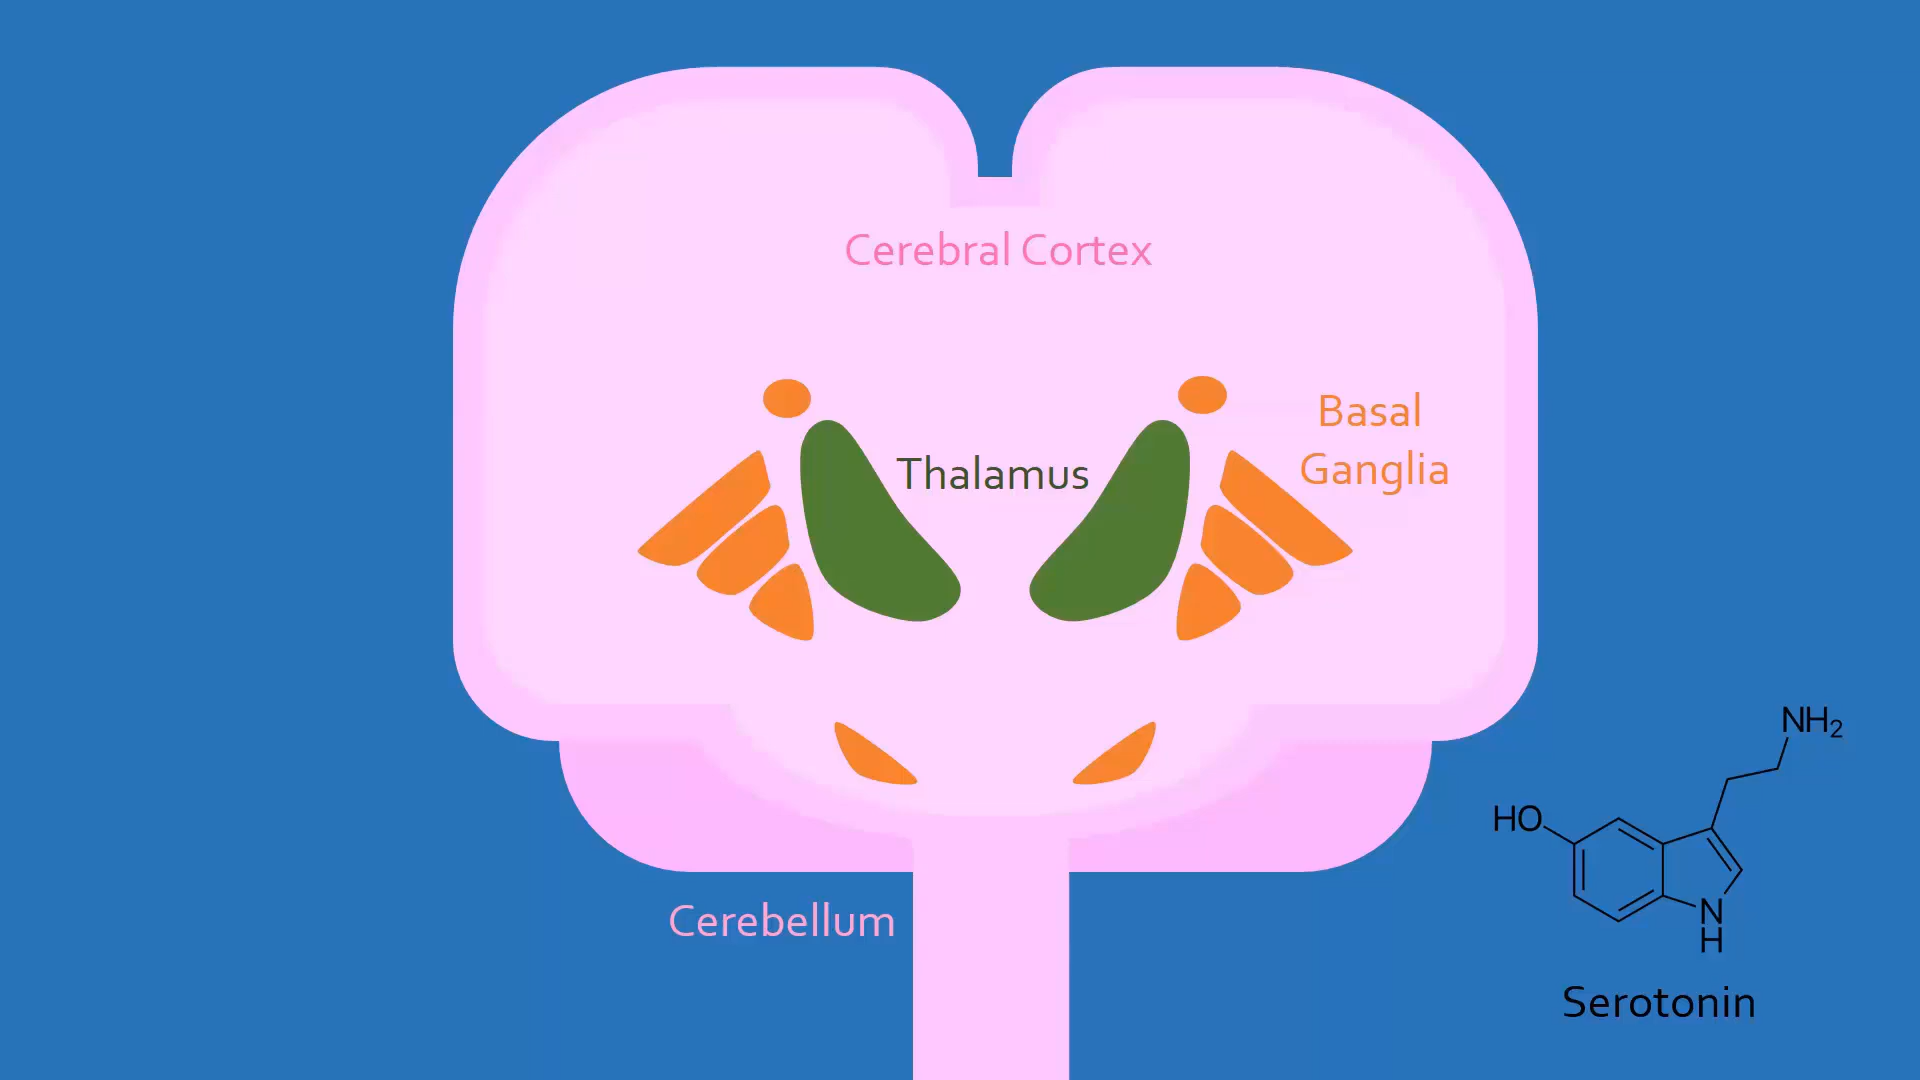 Cerebral Cortex
Basal
Ganglia
Thalamus
NH₂
HO
N
H
Cerebellum
Serotonin